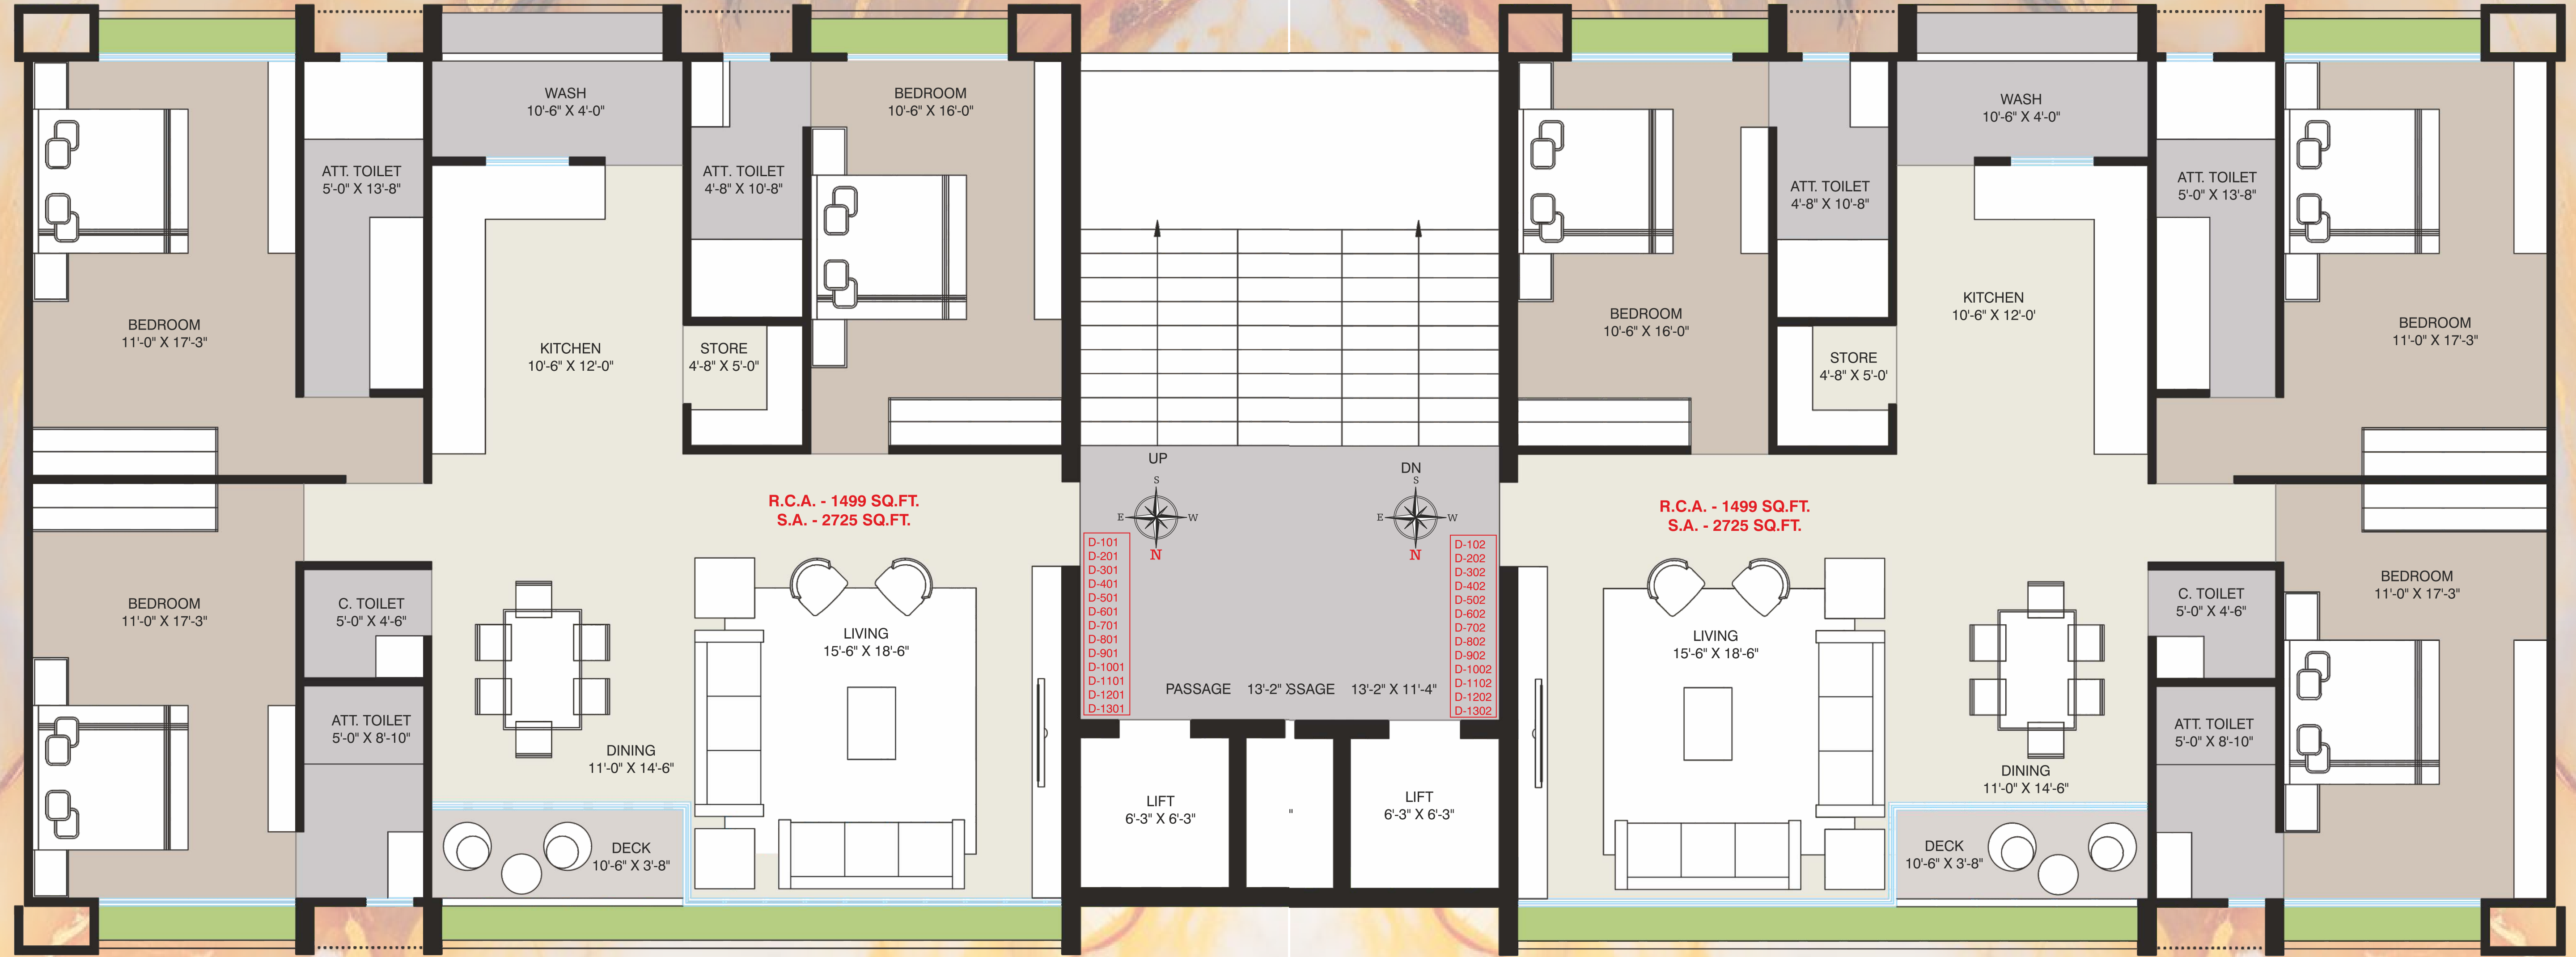 WASH
10'-6" X 4'-0"
BEDROOM
10'-6" X 16'-0"
ATT. TOILET
5'-0" X 13'-8"
ATT. TOILET
4'-8" X 10'-8"
BEDROOM
11'-0" X 17'-3"
KITCHEN
10'-6" X 12'-0"
STORE
4'-8" X 5'-0"
R.C.A. - 1499 SQ.FT.
S.A. - 2725 SQ.FT.
BEDROOM
11'-0" X 17'-3"
C. TOILET
5'-0" X 4'-6"
ATT. TOILET
5'-0" X 8'-10"
LIVING
15'-6" X 18'-6"
DINING
11'-0" X 14'-6"
DECK
10'-6" X 3'-8"
UP
S
E W
N
DN
S
E W
N
D-101
D-201
D-301
D-401
D-501
D-601
D-701
D-801
D-901
D-1001
D-1101
D-1201
D-1301
D-102
D-202
D-302
D-402
D-502
D-602
D-702
D-802
D-902
D-1002
D-1102
D-1202
D-1302
PASSAGE 13'-2" XSSAGE 13'-2" X 11'-4"
LIFT
6'-3" X 6'-3"
"
LIFT
6'-3" X 6'-3"
WASH
10'-6" X 4'-0"
ATT. TOILET
4'-8" X 10'-8"
ATT. TOILET
5'-0" X 13'-8"
BEDROOM
10'-6" X 16'-0"
KITCHEN
10'-6" X 12'-0'
BEDROOM
11'-0" X 17'-3"
STORE
4'-8" X 5'-0'
R.C.A. - 1499 SQ.FT.
S.A. - 2725 SQ.FT.
BEDROOM
11'-0" X 17'-3"
C. TOILET
5'-0" X 4'-6"
LIVING
15'-6" X 18'-6"
ATT. TOILET
5'-0" X 8'-10"
DINING
11'-0" X 14'-6"
DECK
10'-6" X 3'-8"